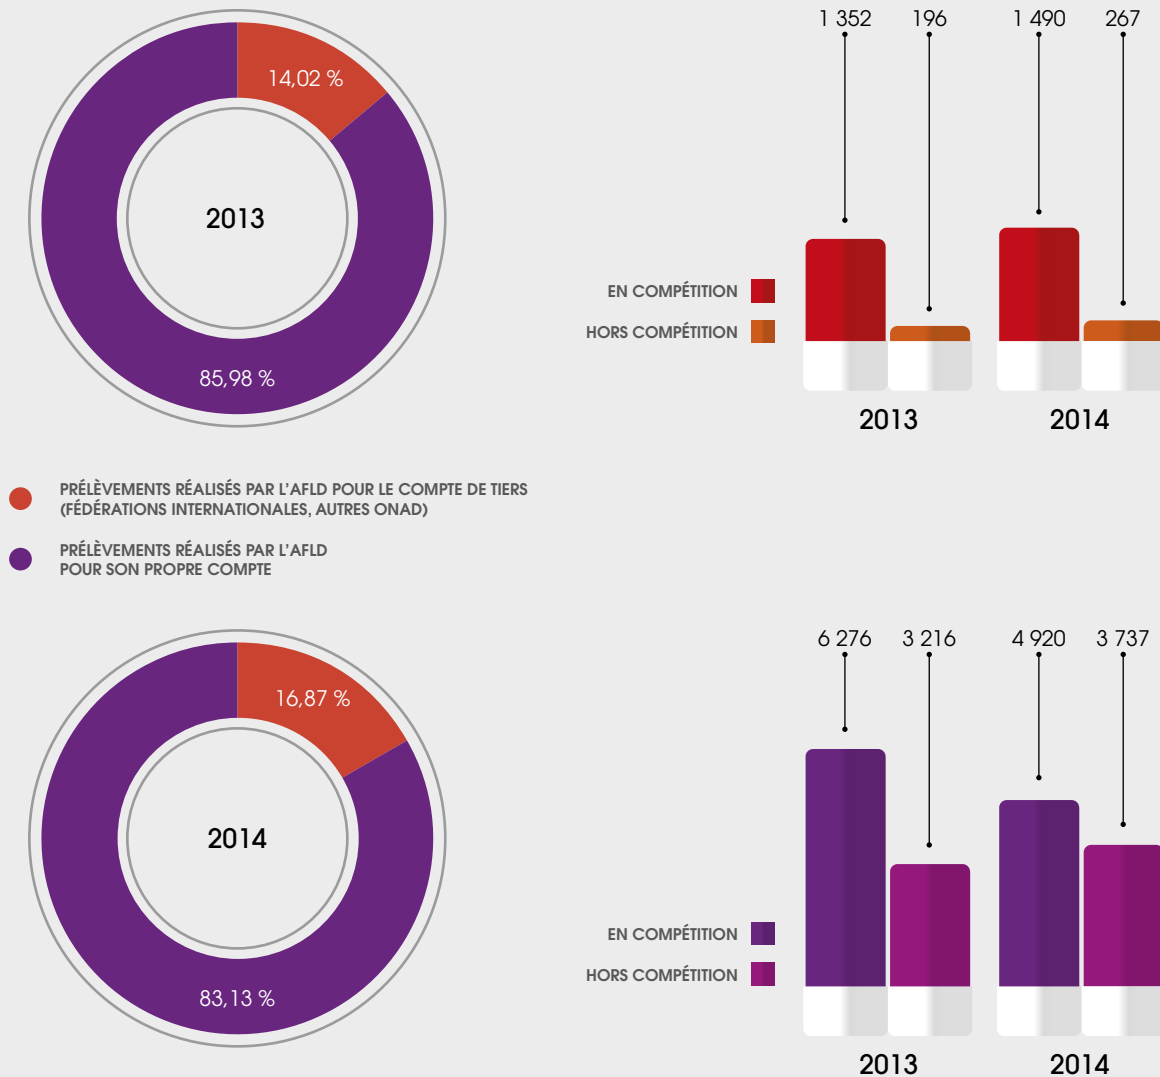 14,02 %
2013
85,98 %
1 352 196 1 490 267
EN COMPÉTITION
HORS COMPÉTITION
2013 2014
PRÉLÈVEMENTS RÉALISÉS PAR L'AFLD POUR LE COMPTE DE TIERS
(FÉDÉRATIONS INTERNATIONALES, AUTRES ONAD)
PRÉLÈVEMENTS RÉALISÉS PAR L'AFLD
POUR SON PROPRE COMPTE
16,87 %
2014
83,13 %
6 276 3 216 4 920 3 737
EN COMPÉTITION
HORS COMPÉTITION
2013 2014